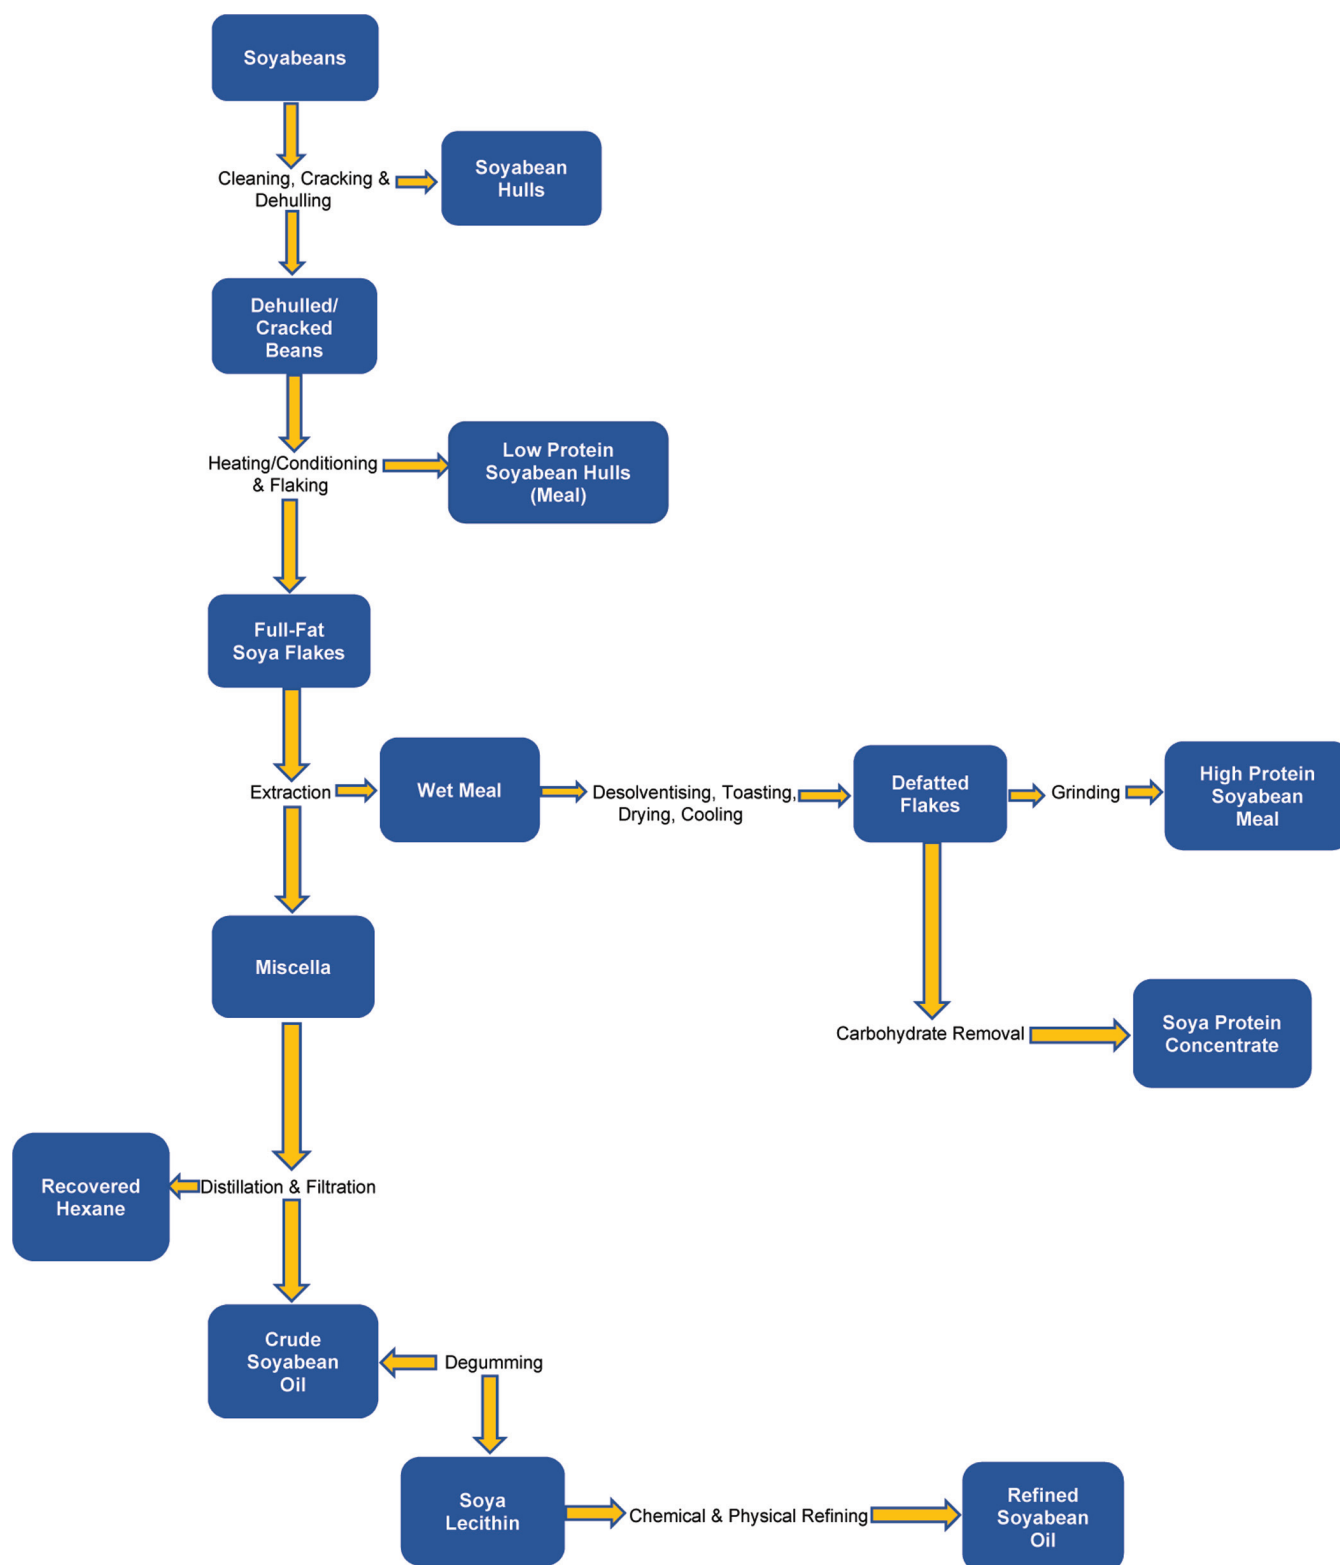 Soyabeans
Cleaning, Cracking &
Dehulling
Soyabean
Hulls
Dehulled/
Cracked
Beans
Heating/Conditioning
& Flaking
Low Protein
Soyabean Hulls
(Meal)
Full-Fat
Soya Flakes
Extraction
Wet Meal
Desolventising, Toasting,
Drying, Cooling
Defatted
Flakes
Grinding
High Protein
Soyabean
Meal
Miscella
Carbohydrate Removal
Soya Protein
Concentrate
Recovered
Hexane
Distillation & Filtration
Crude
Soyabean
Oil
Degumming
Soya
Lecithin
Chemical & Physical Refining
Refined
Soyabean
Oil